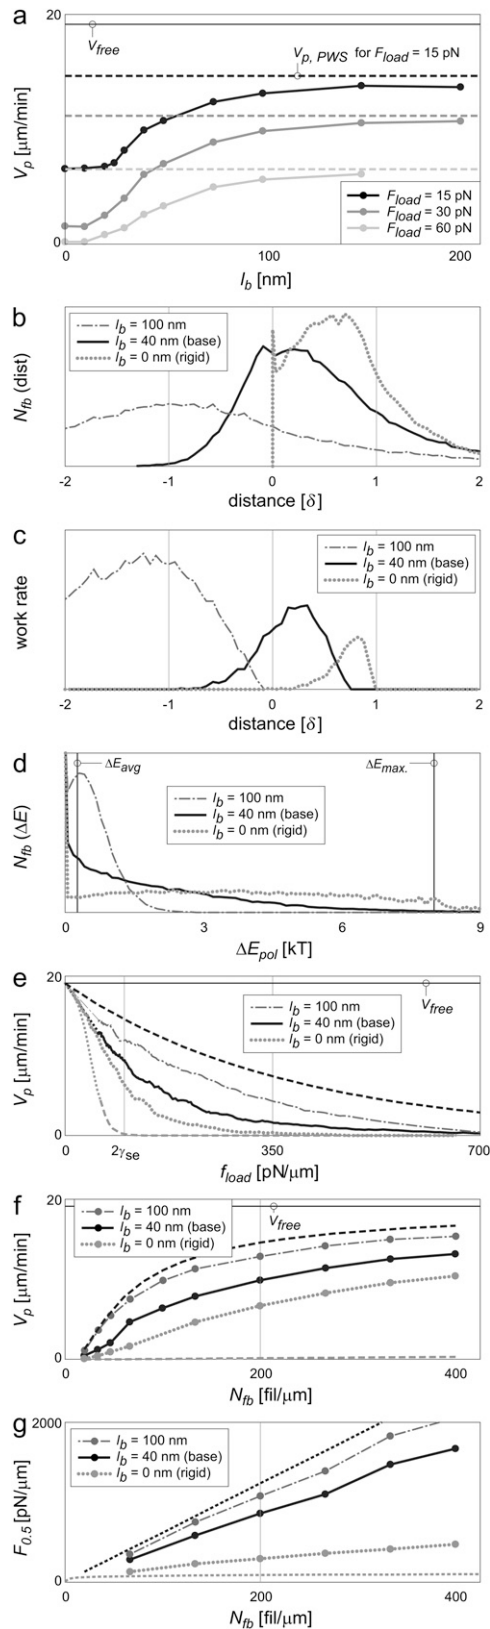 a
20
V_free
V_p, PWS for F_load = 15 pN
V_p [μm/min]
F_load = 15 pN
F_load = 30 pN
F_load = 60 pN
0
0 100 200
l_b [nm]
b
l_b = 100 nm
l_b = 40 nm (base)
l_b = 0 nm (rigid)
N_fb (dist)
-2 -1 0 1 2
distance [δ]
c
l_b = 100 nm
l_b = 40 nm (base)
l_b = 0 nm (rigid)
work rate
-2 -1 0 1 2
distance [δ]
d
ΔE_avg ΔE_max.
l_b = 100 nm
l_b = 40 nm (base)
l_b = 0 nm (rigid)
N_fb (ΔE)
0 3 6 9
ΔE_pol [kT]
e
20
V_free
l_b = 100 nm
l_b = 40 nm (base)
l_b = 0 nm (rigid)
V_p [μm/min]
0
0 2γ_se 350 700
f_load [pN/μm]
f
20
l_b = 100 nm
l_b = 40 nm (base)
l_b = 0 nm (rigid)
V_free
V_p [μm/min]
0
0 200 400
N_fb [fil/μm]
g
2000
l_b = 100 nm
l_b = 40 nm (base)
l_b = 0 nm (rigid)
F_0.5 [pN/μm]
0
0 200 400
N_fb [fil/μm]